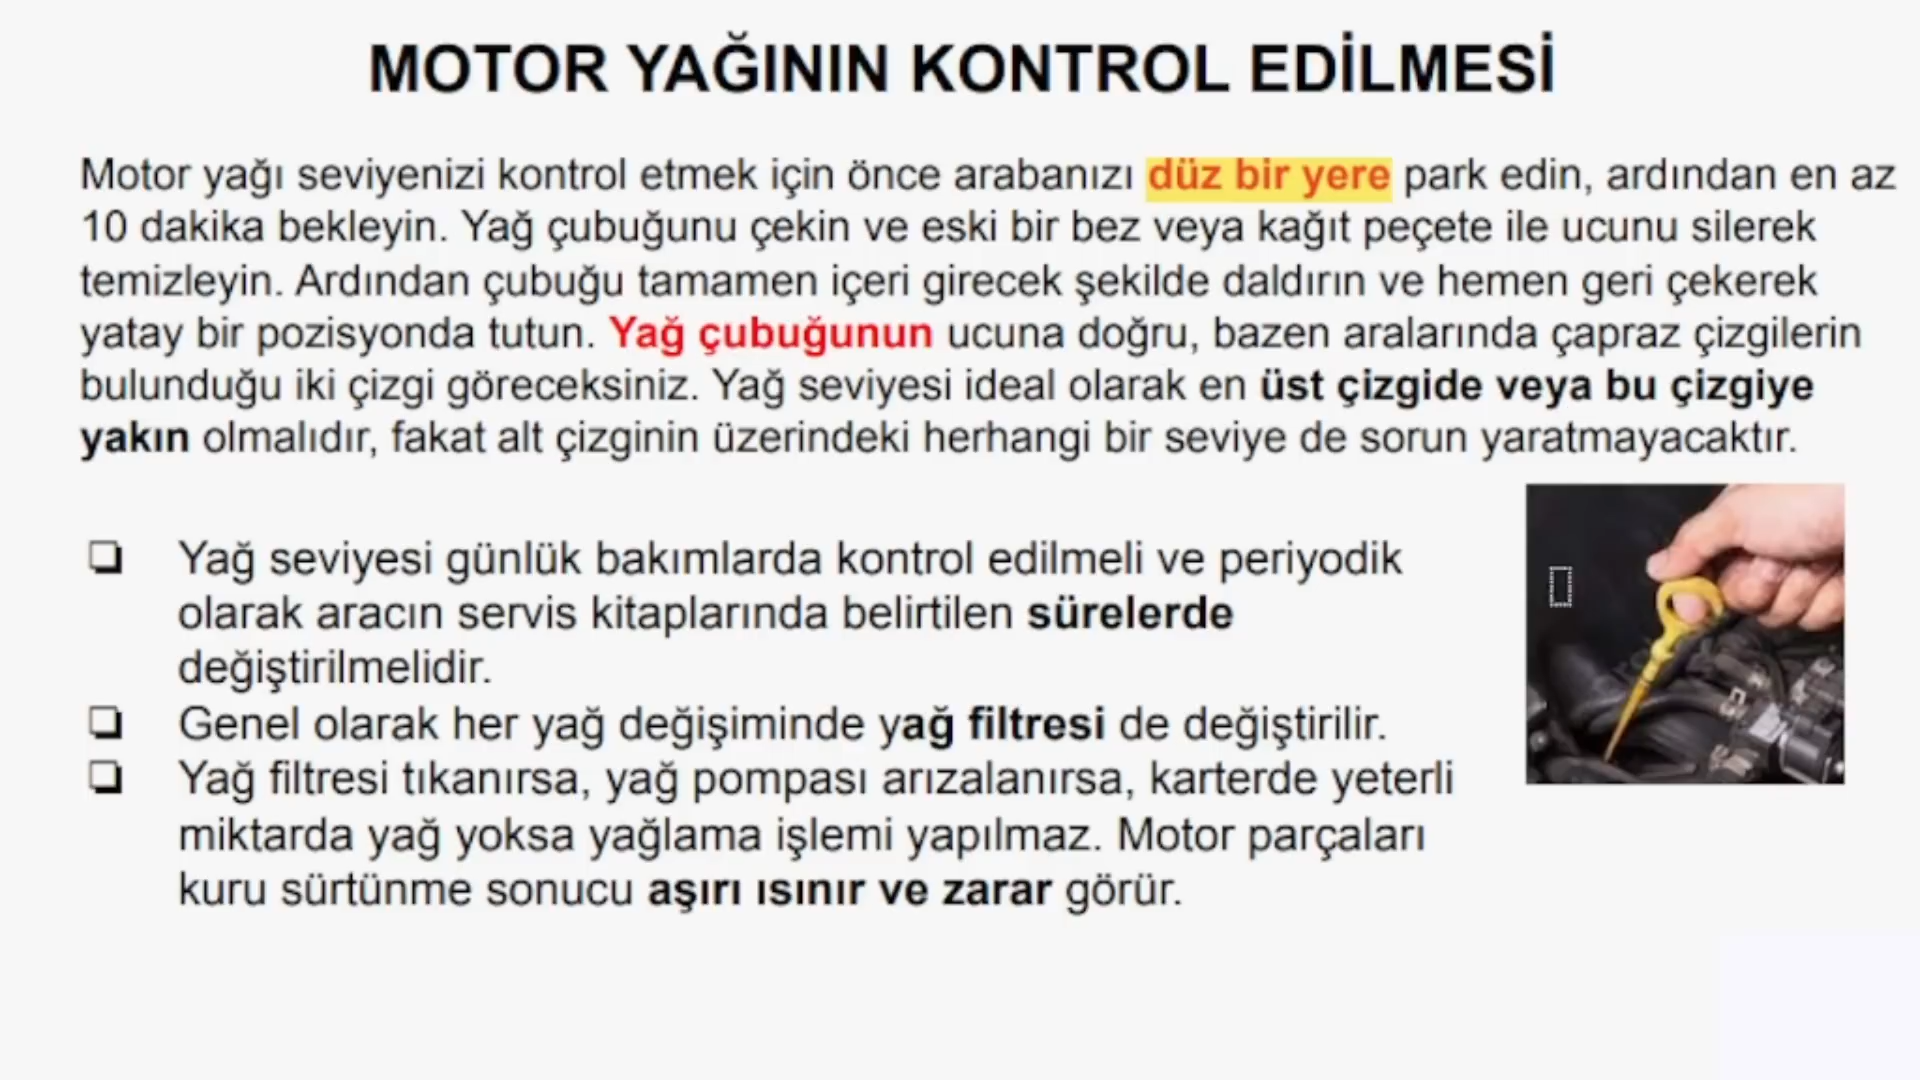 MOTOR YAĞININ KONTROL EDİLMESİ
Motor yağı seviyenizi kontrol etmek için önce arabanızı düz bir yere park edin, ardından en az
10 dakika bekleyin. Yağ çubuğunu çekin ve eski bir bez veya kağıt peçete ile ucunu silerek
temizleyin. Ardından çubuğu tamamen içeri girecek şekilde daldırın ve hemen geri çekerek
yatay bir pozisyonda tutun. Yağ çubuğunun ucuna doğru, bazen aralarında çapraz çizgilerin
bulunduğu iki çizgi göreceksiniz. Yağ seviyesi ideal olarak en üst çizgide veya bu çizgiye
yakın olmalıdır, fakat alt çizginin üzerindeki herhangi bir seviye de sorun yaratmayacaktır.
❏ Yağ seviyesi günlük bakımlarda kontrol edilmeli ve periyodik
olarak aracın servis kitaplarında belirtilen sürelerde
değiştirilmelidir.
❏ Genel olarak her yağ değişiminde yağ filtresi de değiştirilir.
❏ Yağ filtresi tıkanırsa, yağ pompası arızalanırsa, karterde yeterli
miktarda yağ yoksa yağlama işlemi yapılmaz. Motor parçaları
kuru sürtünme sonucu aşırı ısınır ve zarar görür.